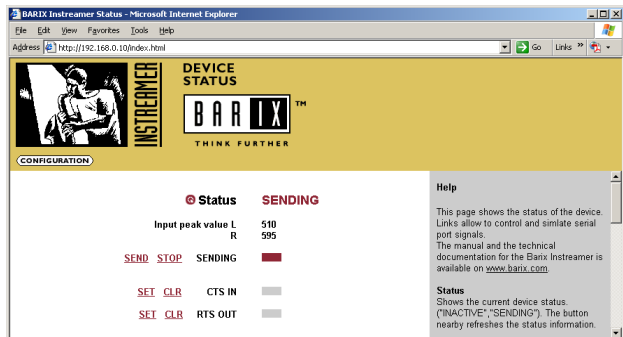 BARIX Instreamer Status - Microsoft Internet Explorer
File Edit View Favorites Tools Help
Address http://192.168.0.10/index.html Go Links »
INSTREAMER
DEVICE
STATUS
BARIX TM
THINK FURTHER
CONFIGURATION
Status SENDING
Input peak value L 510
R 595
SEND STOP SENDING
SET CLR CTS IN
SET CLR RTS OUT
Help
This page shows the status of the device.
Links allow to control and simlate serial
port signals.
The manual and the technical
documentation for the Barix Instreamer is
available on www.barix.com.
Status
Shows the current device status.
("INACTIVE","SENDING"). The button
nearby refreshes the status information.